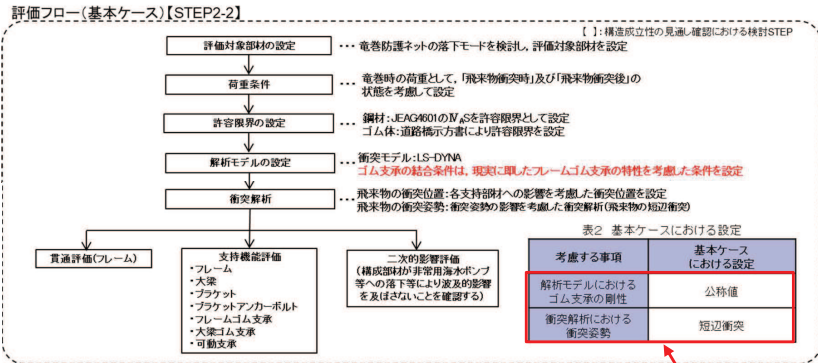 評価フロー(基本ケース)【STEP2-2】
【 】:構造成立性の見通し確認における検討STEP
評価対象部材の設定
… 竜巻防護ネットの落下モードを検討し,評価対象部材を設定
荷重条件
… 竜巻時の荷重として,「飛来物衝突時」及び「飛来物衝突後」の
状態を考慮して設定
許容限界の設定
… 鋼材:JEAG4601のⅣASを許容限界として設定
ゴム体:道路橋示方書により許容限界を設定
解析モデルの設定
… 衝突モデル:LS-DYNA
ゴム支承の結合条件は,現実に即したフレームゴム支承の特性を考慮した条件を設定
衝突解析
… 飛来物の衝突位置:各支持部材への影響を考慮した衝突位置を設定
飛来物の衝突姿勢:衝突姿勢の影響を考慮した衝突解析(飛来物の短辺衝突)
貫通評価(フレーム)
支持機能評価
・フレーム
・大梁
・ブラケット
・ブラケットアンカーボルト
・フレームゴム支承
・大梁ゴム支承
・可動支承
二次的影響評価
(構成部材が非常用海水ポンプ
等への落下等により波及的影響
を及ぼさないことを確認する)
表2 基本ケースにおける設定
考慮する事項
基本ケース
における設定
解析モデルにおける
ゴム支承の剛性
公称値
衝突解析における
衝突姿勢
短辺衝突